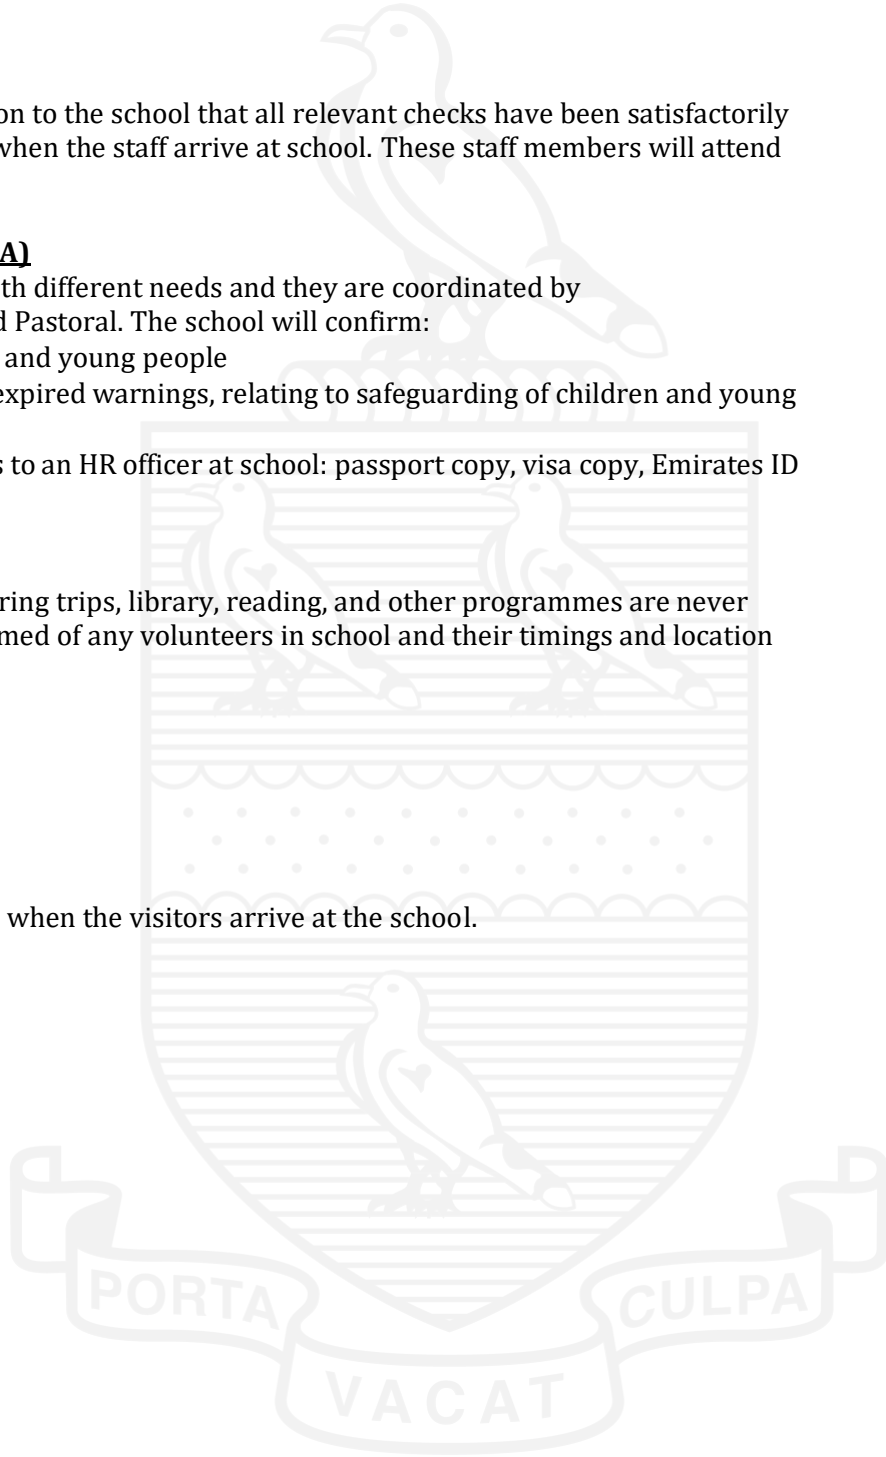 on to the school that all relevant checks have been satisfactorily
when the staff arrive at school. These staff members will attend
A)
th different needs and they are coordinated by
d Pastoral. The school will confirm:
and young people
expired warnings, relating to safeguarding of children and young
s to an HR officer at school: passport copy, visa copy, Emirates ID
ring trips, library, reading, and other programmes are never
med of any volunteers in school and their timings and location
when the visitors arrive at the school.
PORTA
VACAT
CULPA